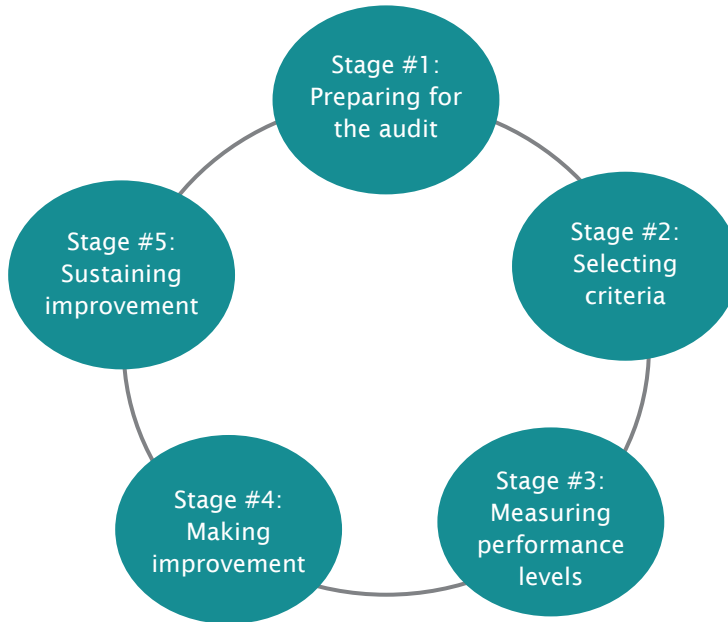 Stage #1:
Preparing for
the audit
Stage #2:
Selecting
criteria
Stage #3:
Measuring
performance
levels
Stage #4:
Making
improvement
Stage #5:
Sustaining
improvement